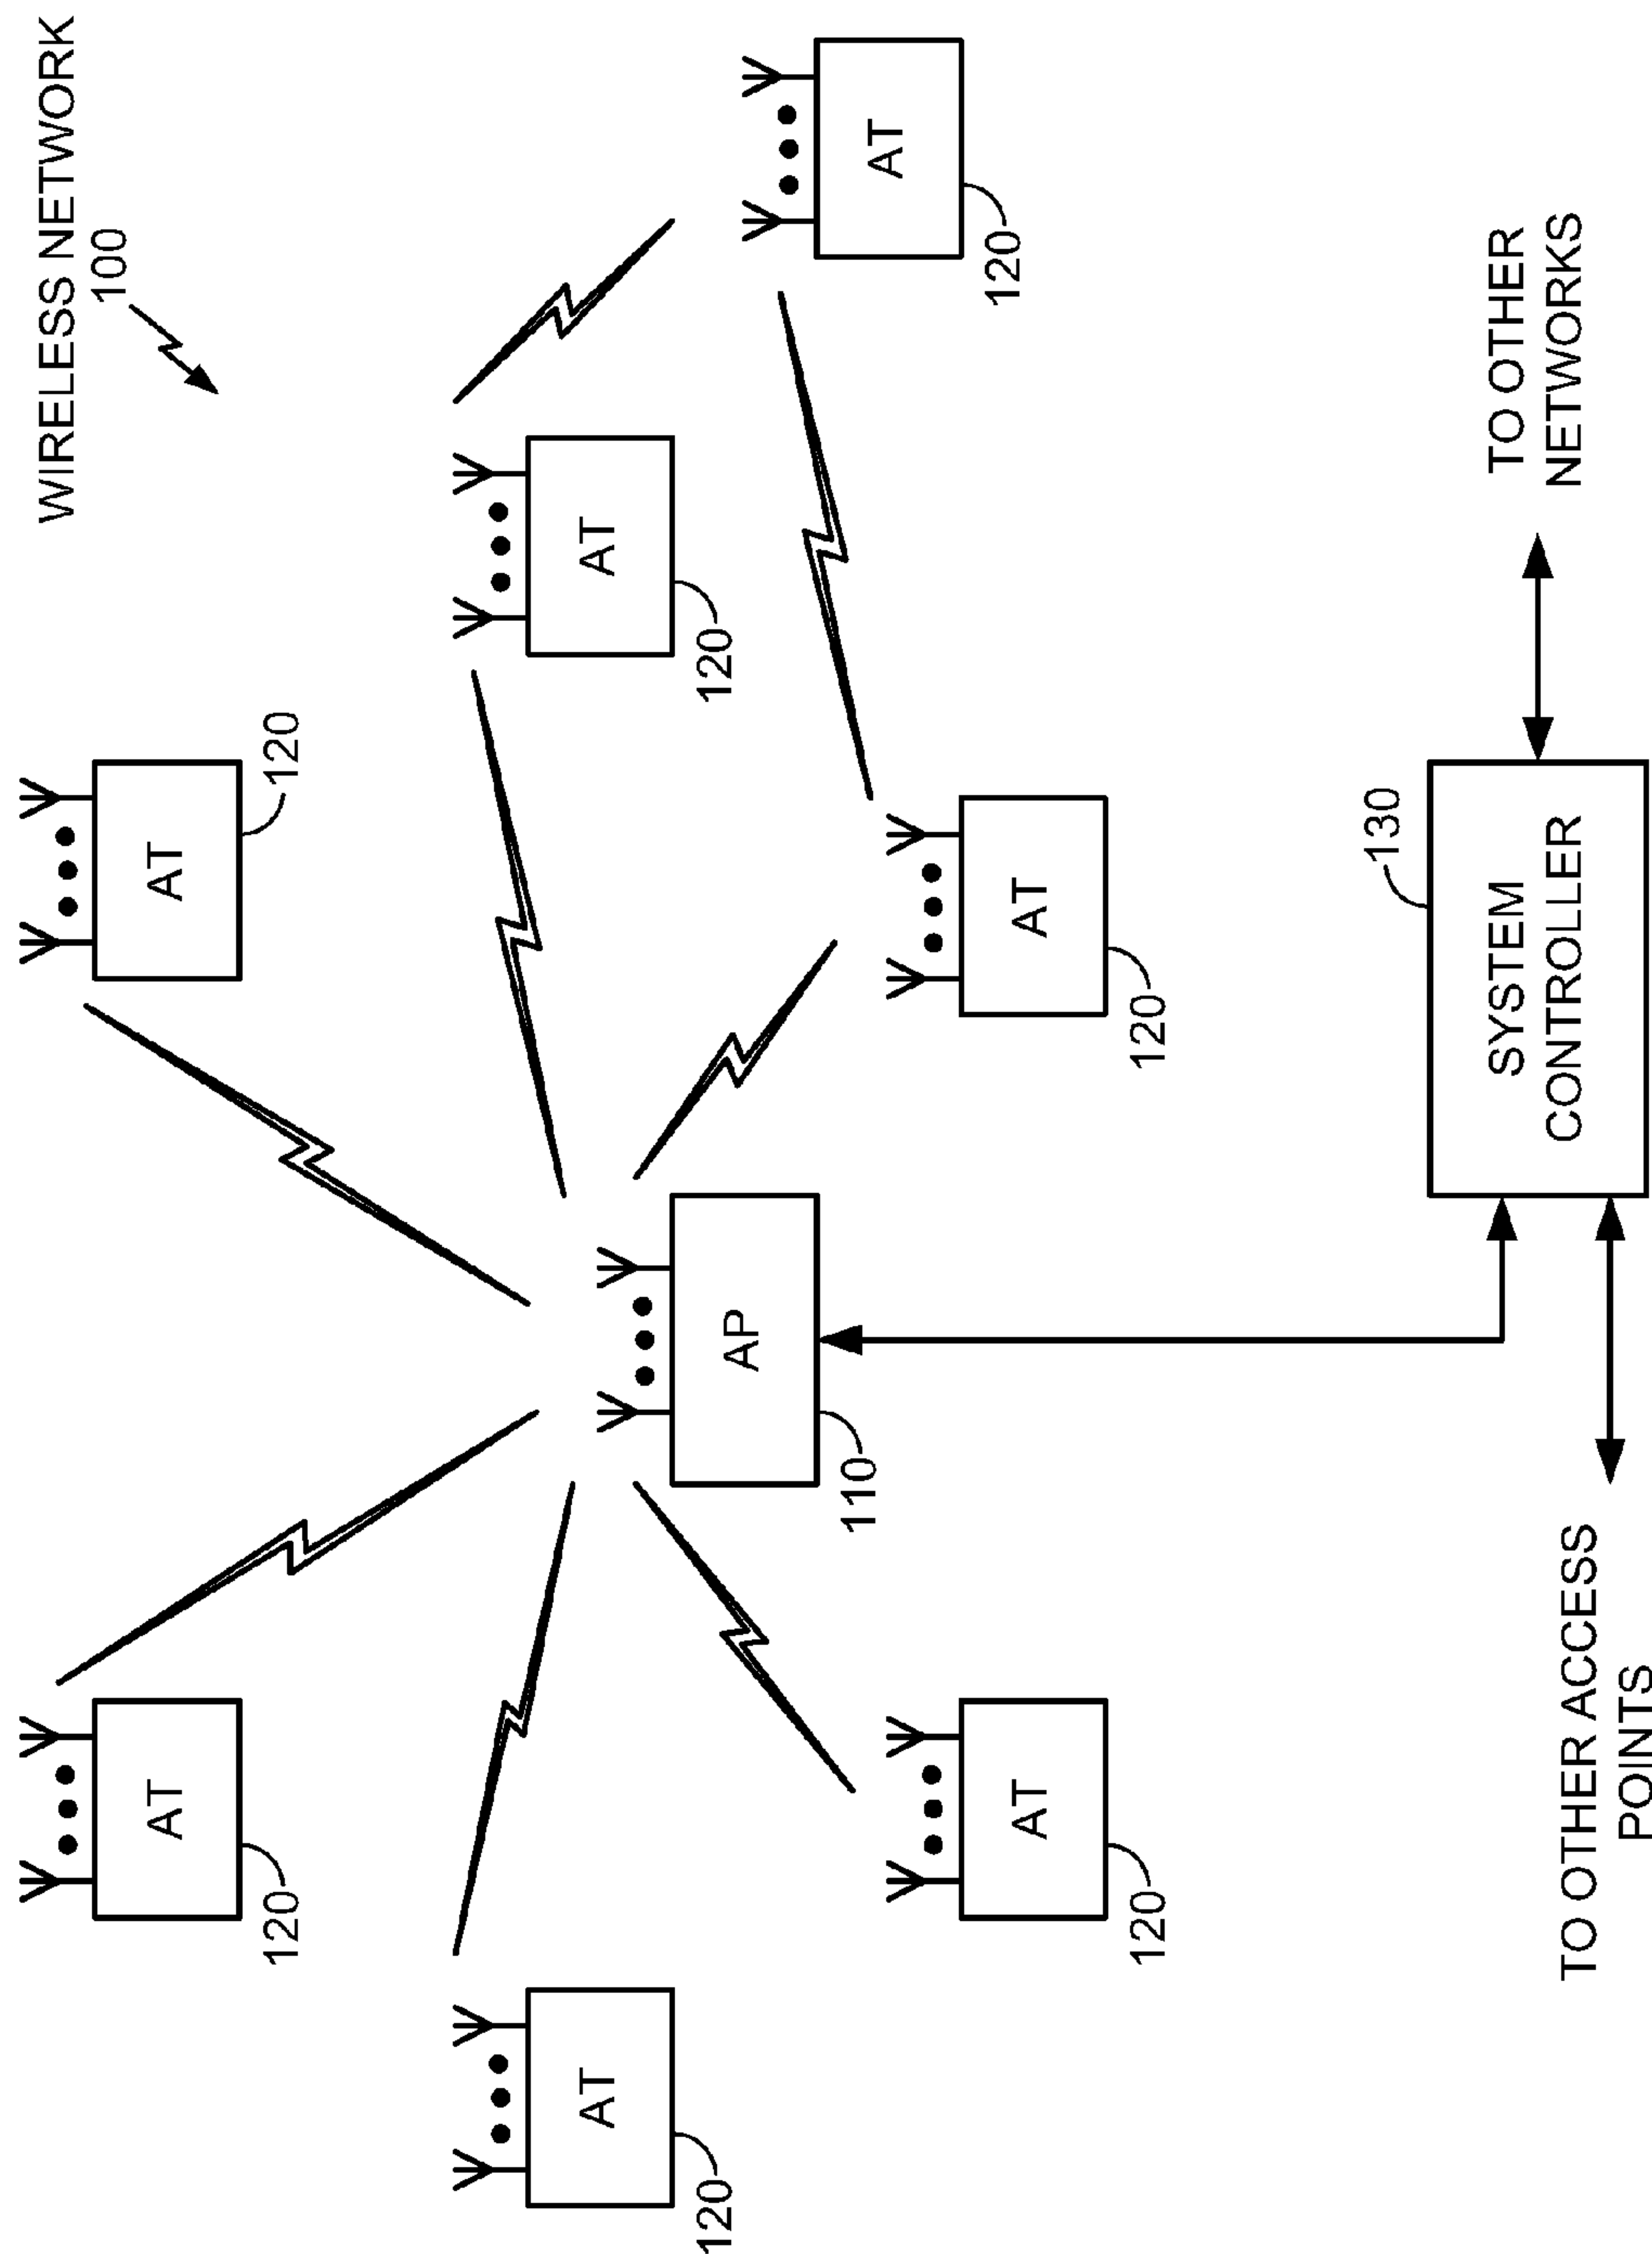 WIRELESS NETWORK
100
AT
AT
120
120
AT
AT
120
120
AP
110
AT
120
AT
AT
120
120
130
SYSTEM
CONTROLLER
TO OTHER
NETWORKS
TO OTHER ACCESS
POINTS